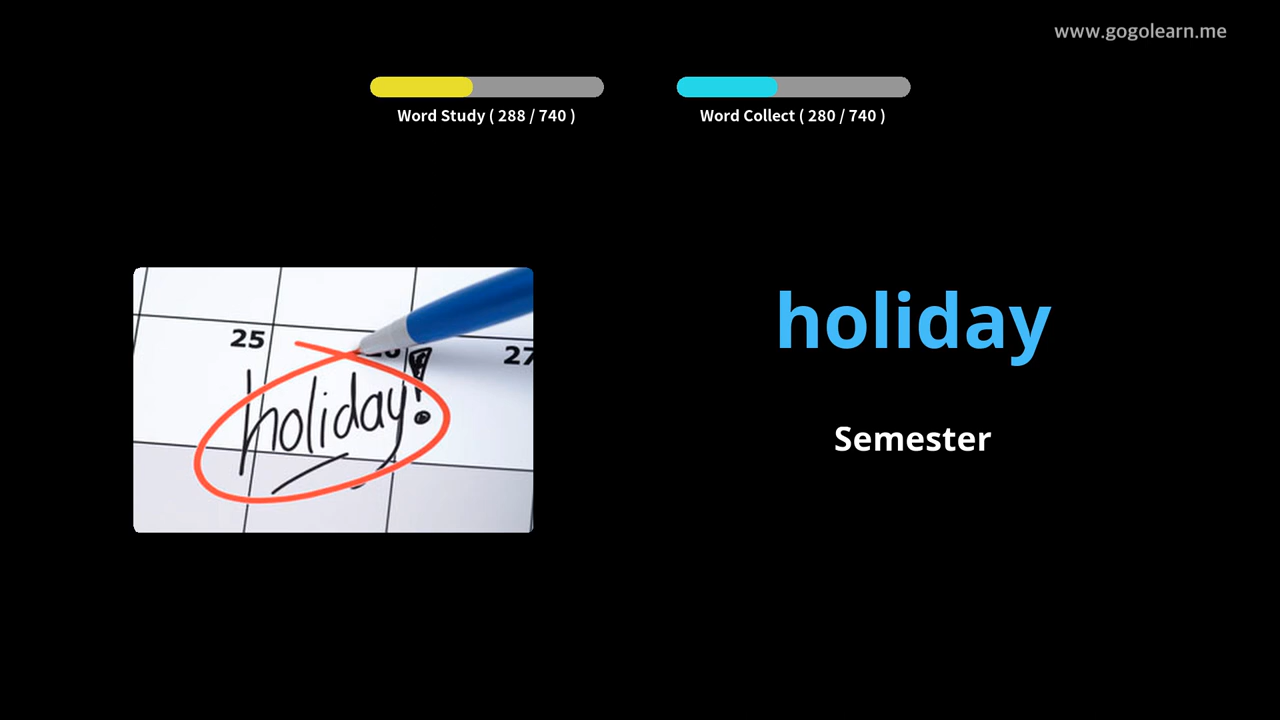 www.gogolearn.me
Word Study ( 288 / 740 )
Word Collect ( 280 / 740 )
25
27
holiday!
holiday
Semester